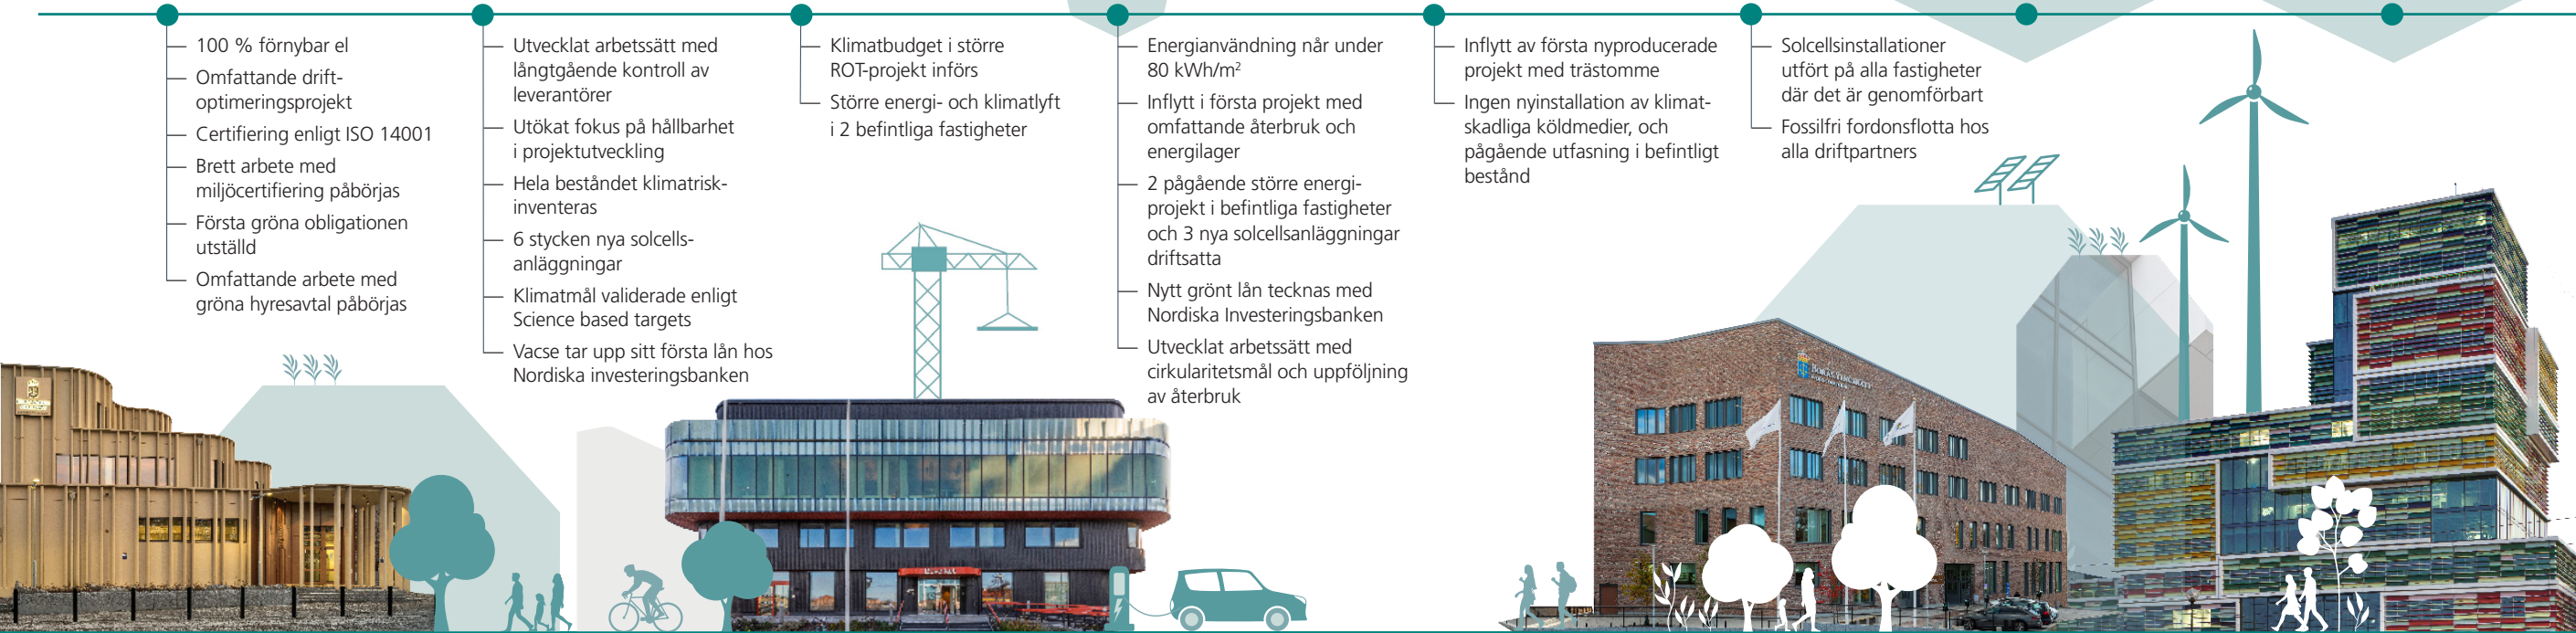 100 % förnybar el
Omfattande drift-
optimeringsprojekt
Certifiering enligt ISO 14001
Brett arbete med
miljöcertifiering påbörjas
Första gröna obligationen
utställd
Omfattande arbete med
gröna hyresavtal påbörjas
Utvecklat arbetssätt med
långtgående kontroll av
leverantörer
Utökat fokus på hållbarhet
i projektutveckling
Hela beståndet klimatrisk-
inventeras
6 stycken nya solcells-
anläggningar
Klimatmål validerade enligt
Science based targets
Vacse tar upp sitt första lån hos
Nordiska investeringsbanken
Klimatbudget i större
ROT-projekt införs
Större energi- och klimatlyft
i 2 befintliga fastigheter
Energianvändning når under
80 kWh/m²
Inflytt i första projekt med
omfattande återbruk och
energilager
2 pågående större energi-
projekt i befintliga fastigheter
och 3 nya solcellsanläggningar
driftsatta
Nytt grönt lån tecknas med
Nordiska Investeringsbanken
Utvecklat arbetssätt med
cirkularitetsmål och uppföljning
av återbruk
Inflytt av första nyproducerade
projekt med trästomme
Ingen nyinstallation av klimat-
skadliga köldmedier, och
pågående utfasning i befintligt
bestånd
Solcellsinstallationer
utfört på alla fastigheter
där det är genomförbart
Fossilfri fordonsflotta hos
alla driftpartners